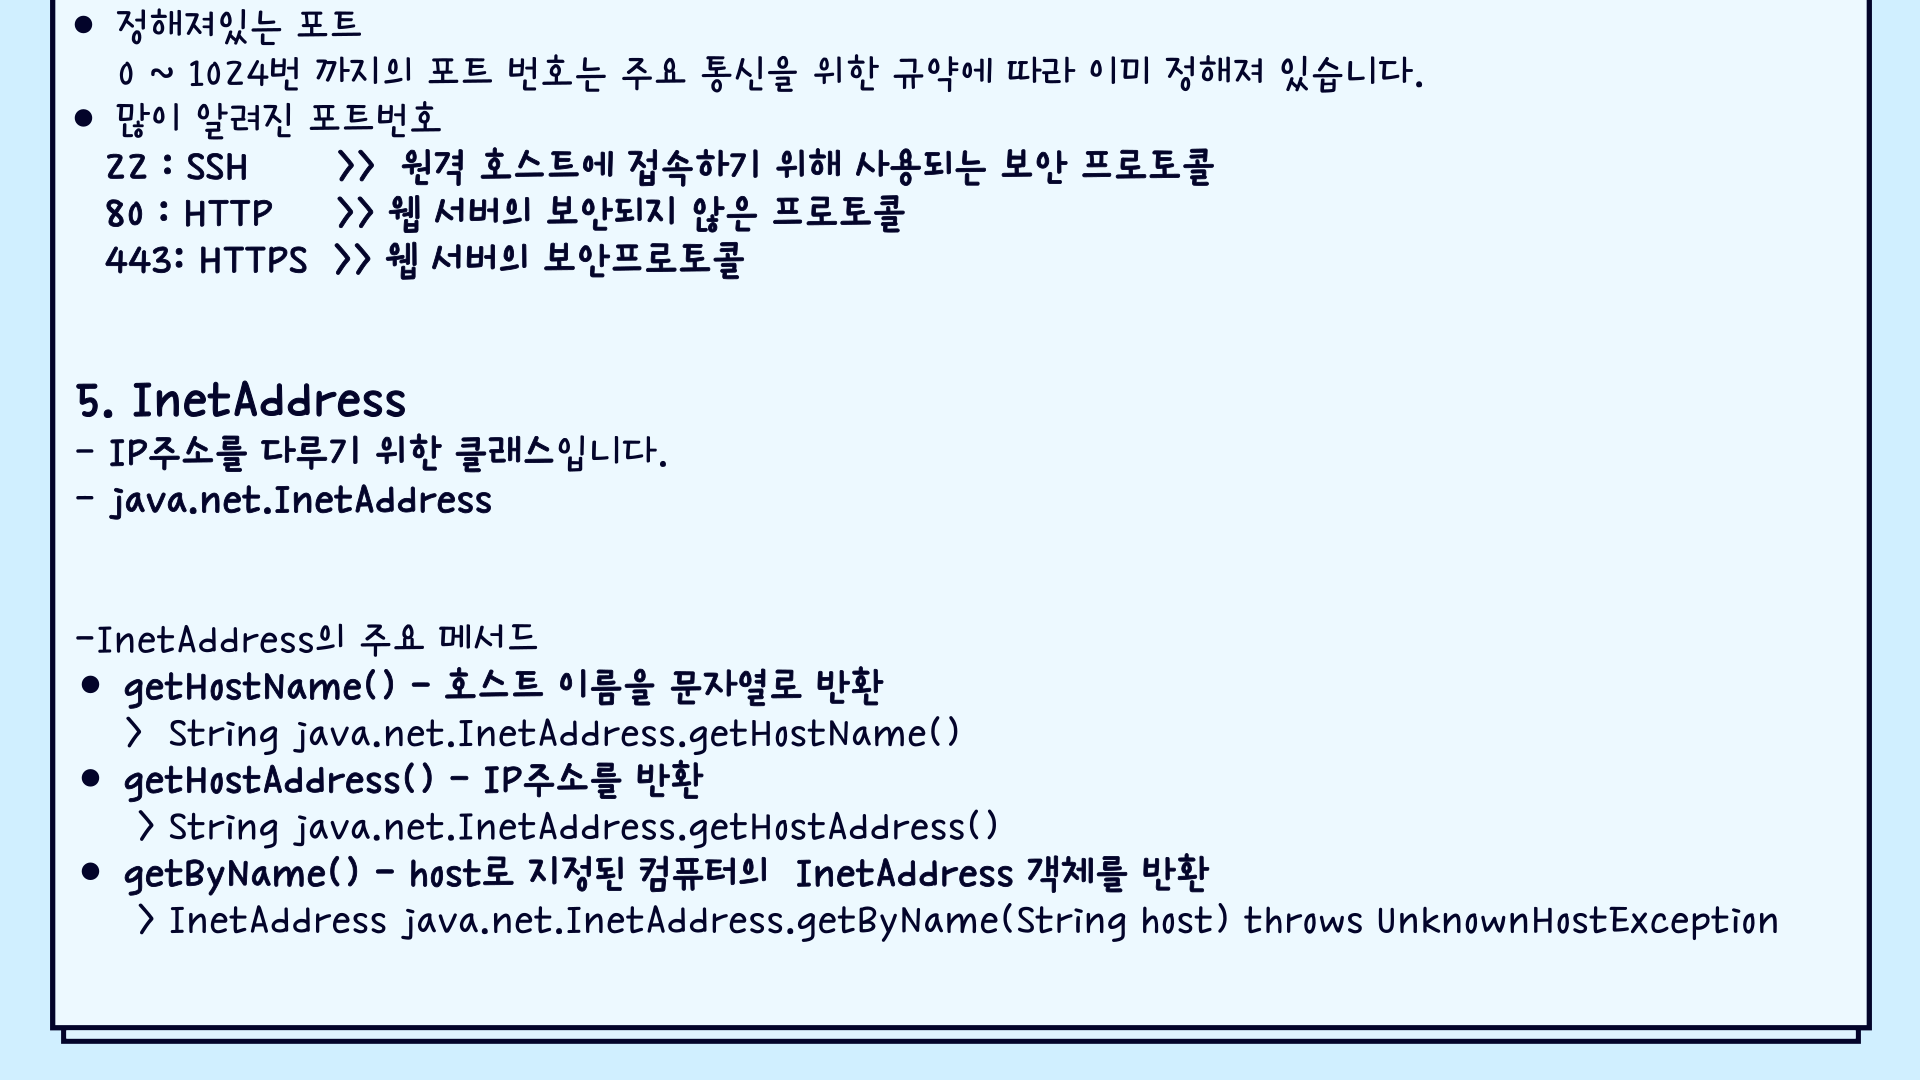 ● 정해져있는 포트
0 ~ 1024번 까지의 포트 번호는 주요 통신을 위한 규약에 따라 이미 정해져 있습니다.
● 많이 알려진 포트번호
22 : SSH >> 원격 호스트에 접속하기 위해 사용되는 보안 프로토콜
80 : HTTP >> 웹 서버의 보안되지 않은 프로토콜
443: HTTPS >> 웹 서버의 보안프로토콜
5. InetAddress
- IP주소를 다루기 위한 클래스입니다.
- java.net.InetAddress
-InetAddress의 주요 메서드
● getHostName() - 호스트 이름을 문자열로 반환
> String java.net.InetAddress.getHostName()
● getHostAddress() - IP주소를 반환
> String java.net.InetAddress.getHostAddress()
● getByName() - host로 지정된 컴퓨터의 InetAddress 객체를 반환
> InetAddress java.net.InetAddress.getByName(String host) throws UnknownHostException